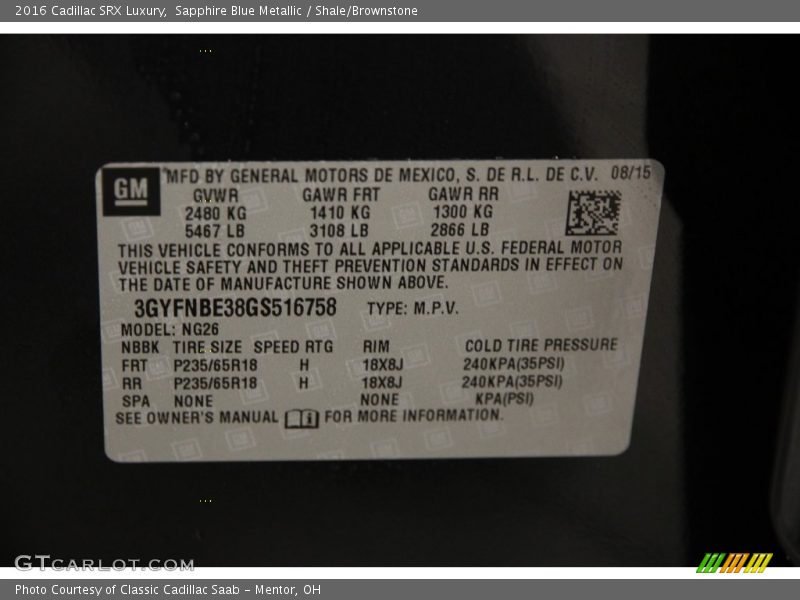 2016 Cadillac SRX Luxury,  Sapphire Blue Metallic / Shale/Brownstone
GM MFD BY GENERAL MOTORS DE MEXICO, S. DE R.L. DE C.V. 08/15
GVWR GAWR FRT GAWR RR
2480 KG 1410 KG 1300 KG
5467 LB 3108 LB 2866 LB
THIS VEHICLE CONFORMS TO ALL APPLICABLE U.S. FEDERAL MOTOR
VEHICLE SAFETY AND THEFT PREVENTION STANDARDS IN EFFECT ON
THE DATE OF MANUFACTURE SHOWN ABOVE.
3GYFNBE38GS516758 TYPE: M.P.V.
MODEL: NG26
NBBK TIRE SIZE SPEED RTG RIM COLD TIRE PRESSURE
FRT P235/65R18 H 18X8J 240KPA(35PSI)
RR P235/65R18 H 18X8J 240KPA(35PSI)
SPA NONE NONE KPA(PSI)
SEE OWNER'S MANUAL FOR MORE INFORMATION.
GTCARLOT.COM
Photo Courtesy of Classic Cadillac Saab - Mentor, OH